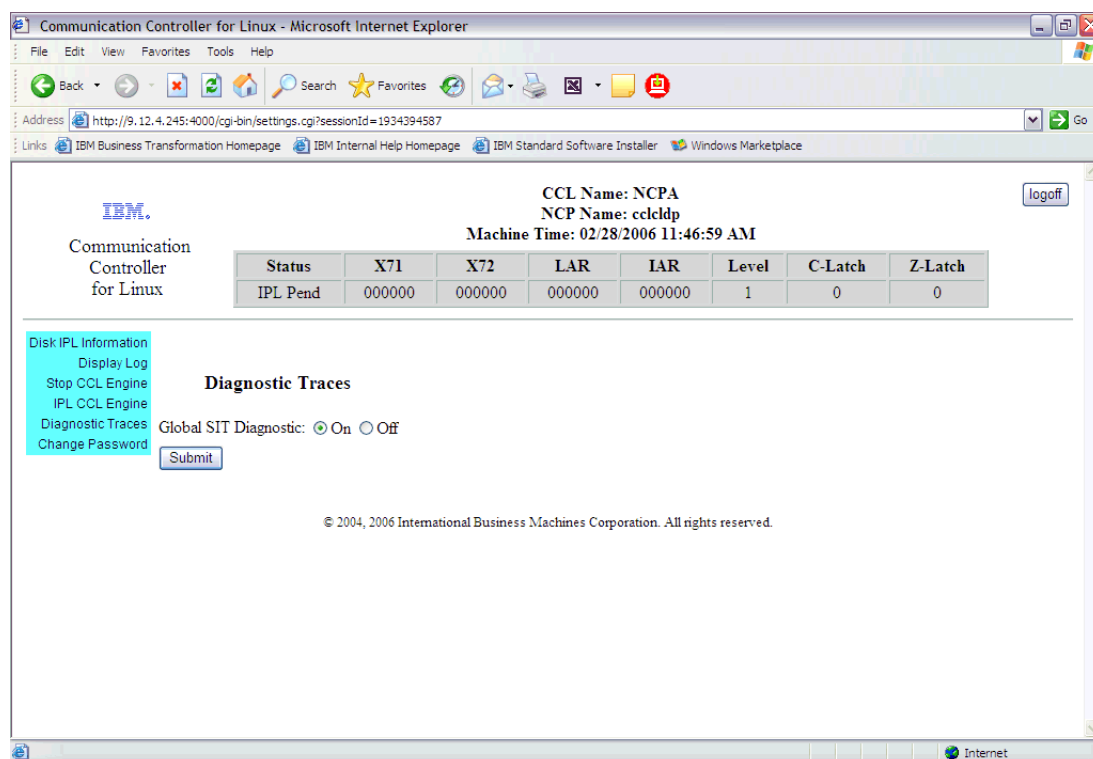 Communication Controller for Linux - Microsoft Internet Explorer
File Edit View Favorites Tools Help
Back Search Favorites
Address http://9.12.4.245:4000/cgi-bin/settings.cgi?sessionId=1934394587 Go
Links IBM Business Transformation Homepage IBM Internal Help Homepage IBM Standard Software Installer Windows Marketplace
IBM.
Communication
Controller
for Linux
CCL Name: NCPA
NCP Name: cclcldp
Machine Time: 02/28/2006 11:46:59 AM
logoff
Status X71 X72 LAR IAR Level C-Latch Z-Latch
IPL Pend 000000 000000 000000 000000 1 0 0
Disk IPL Information
Display Log
Stop CCL Engine
IPL CCL Engine
Diagnostic Traces
Change Password
Diagnostic Traces
Global SIT Diagnostic: On Off
Submit
© 2004, 2006 International Business Machines Corporation. All rights reserved.
Internet